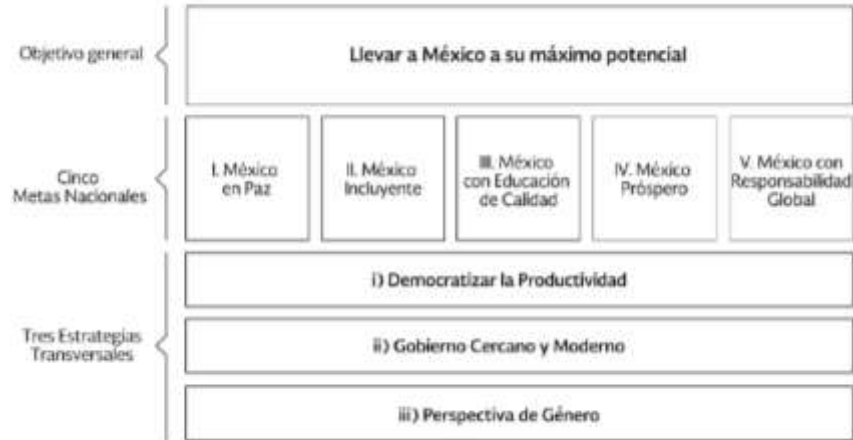 Objetivo general
Llevar a México a su máximo potencial
Cinco
Metas Nacionales
I. México
en Paz
II. México
Incluyente
III. México
con Educación
de Calidad
IV. México
Próspero
V. México con
Responsabilidad
Global
Tres Estrategias
Transversales
i) Democratizar la Productividad
ii) Gobierno Cercano y Moderno
iii) Perspectiva de Género